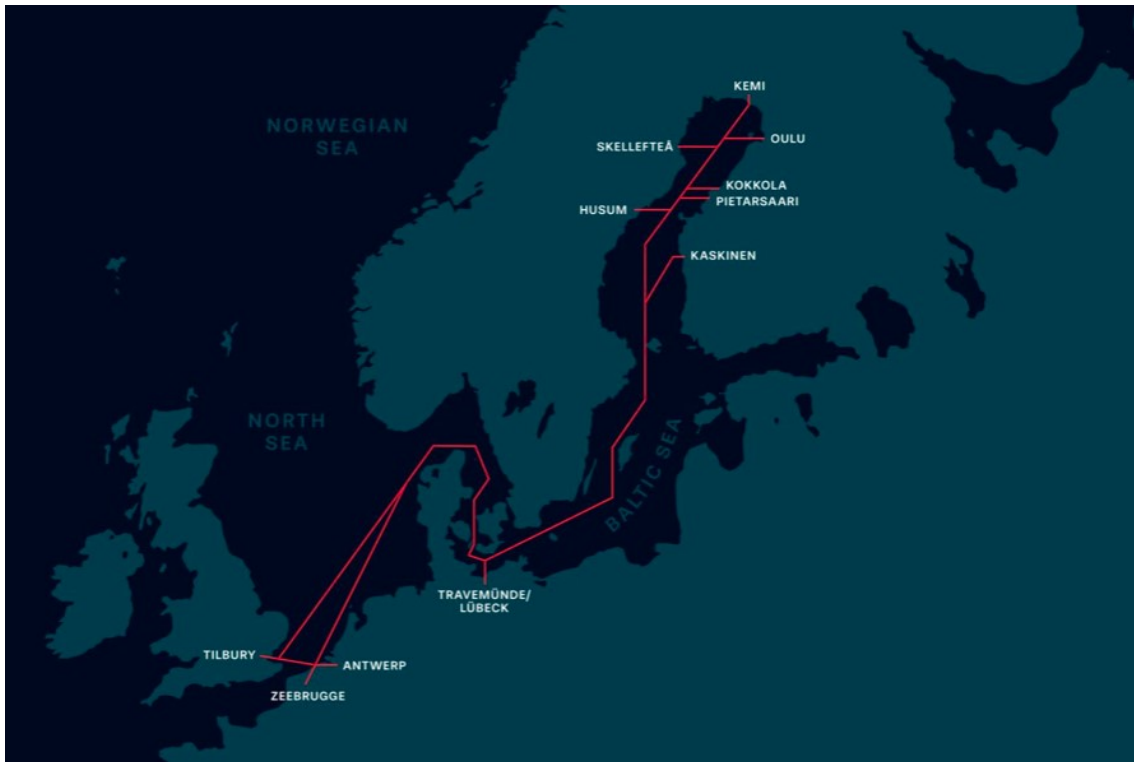 KEMI
NORWEGIAN
SEA
OULU
SKELLEFTEÅ
KOKKOLA
PIETARSAARI
HUSUM
KASKINEN
NORTH
SEA
BALTIC SEA
TRAVEMÜNDE/
LÜBECK
TILBURY
ANTWERP
ZEEBRUGGE